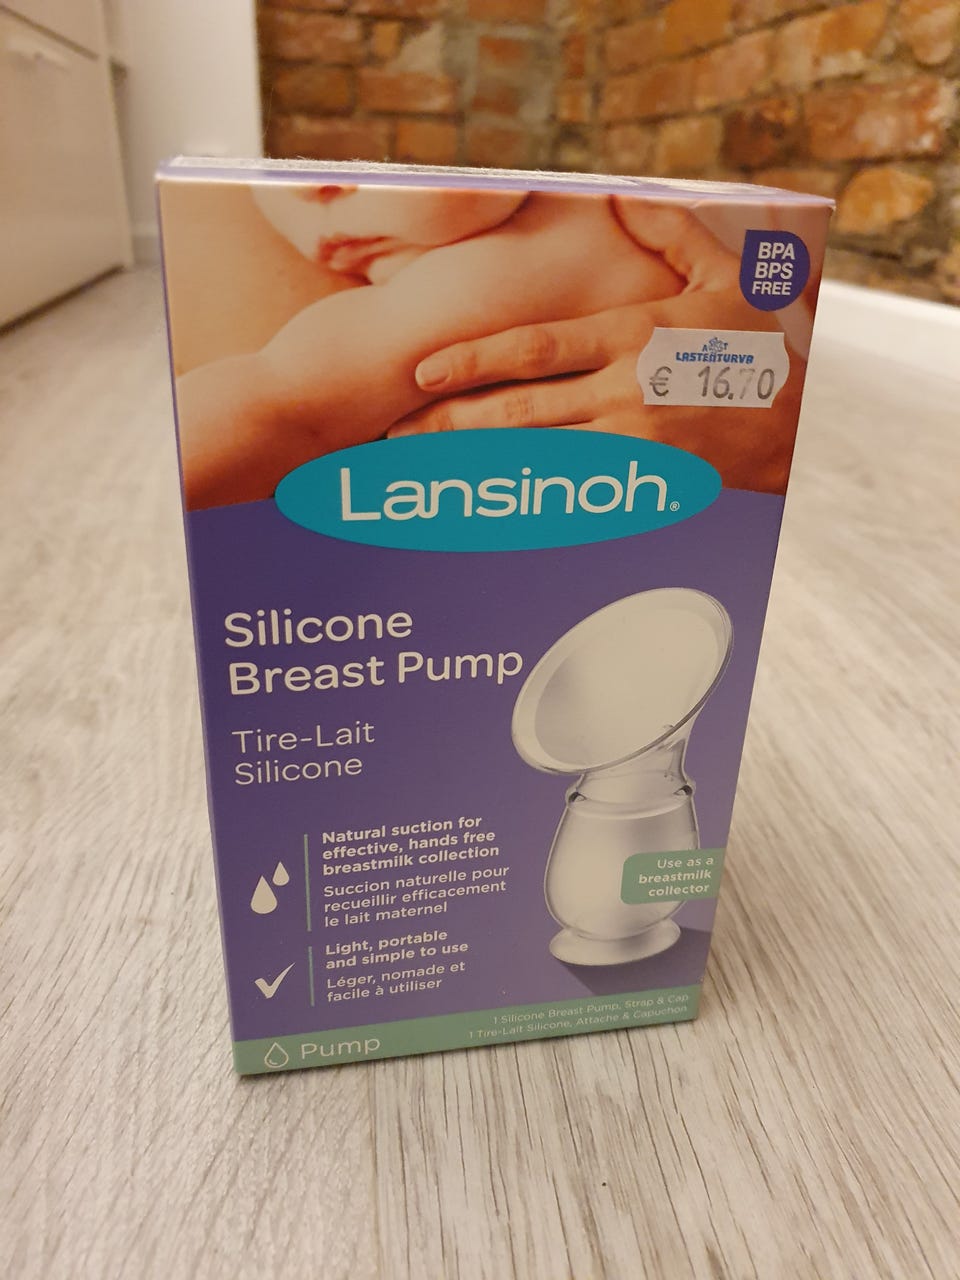 BPA
BPS
FREE
LASTENTURVA
€ 16.70
Lansinoh®
Silicone
Breast Pump
Tire-Lait
Silicone
Natural suction for
effective, hands free
breastmilk collection
Succion naturelle pour
recueillir efficacement
le lait maternel
Light, portable
and simple to use
Léger, nomade et
facile à utiliser
Use as a
breastmilk
collector
1 Silicone Breast Pump, Strap & Cap
1 Tire-Lait Silicone, Attache & Capuchon
Pump